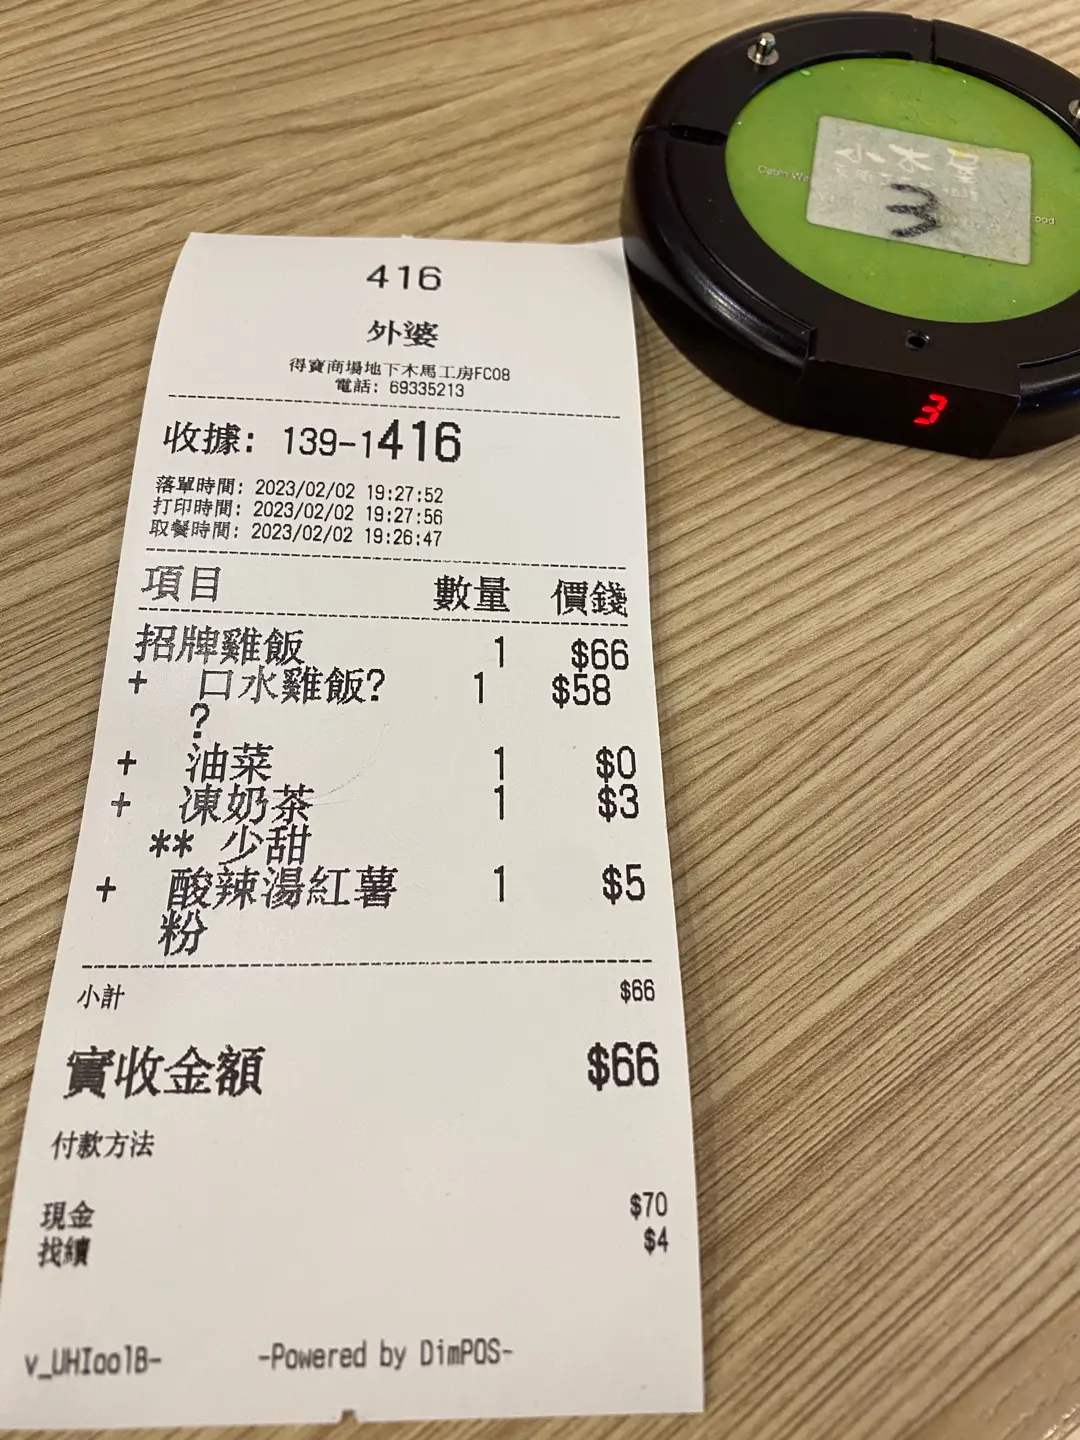 416
外婆
得寶商場地下木馬工房FC08
電話: 69335213
收據: 139-1416
落單時間: 2023/02/02 19:27:52
打印時間: 2023/02/02 19:27:56
取餐時間: 2023/02/02 19:26:47
項目 數量 價錢
招牌雞飯 1 $66
+ 口水雞飯? 1 $58
?
+ 油菜 1 $0
+ 凍奶茶 1 $3
** 少甜
+ 酸辣湯紅薯 1 $5
粉
小計 $66
實收金額 $66
付款方法
現金 $70
找續 $4
v_UHIoo1B- -Powered by DimPOS-
小木
3
3